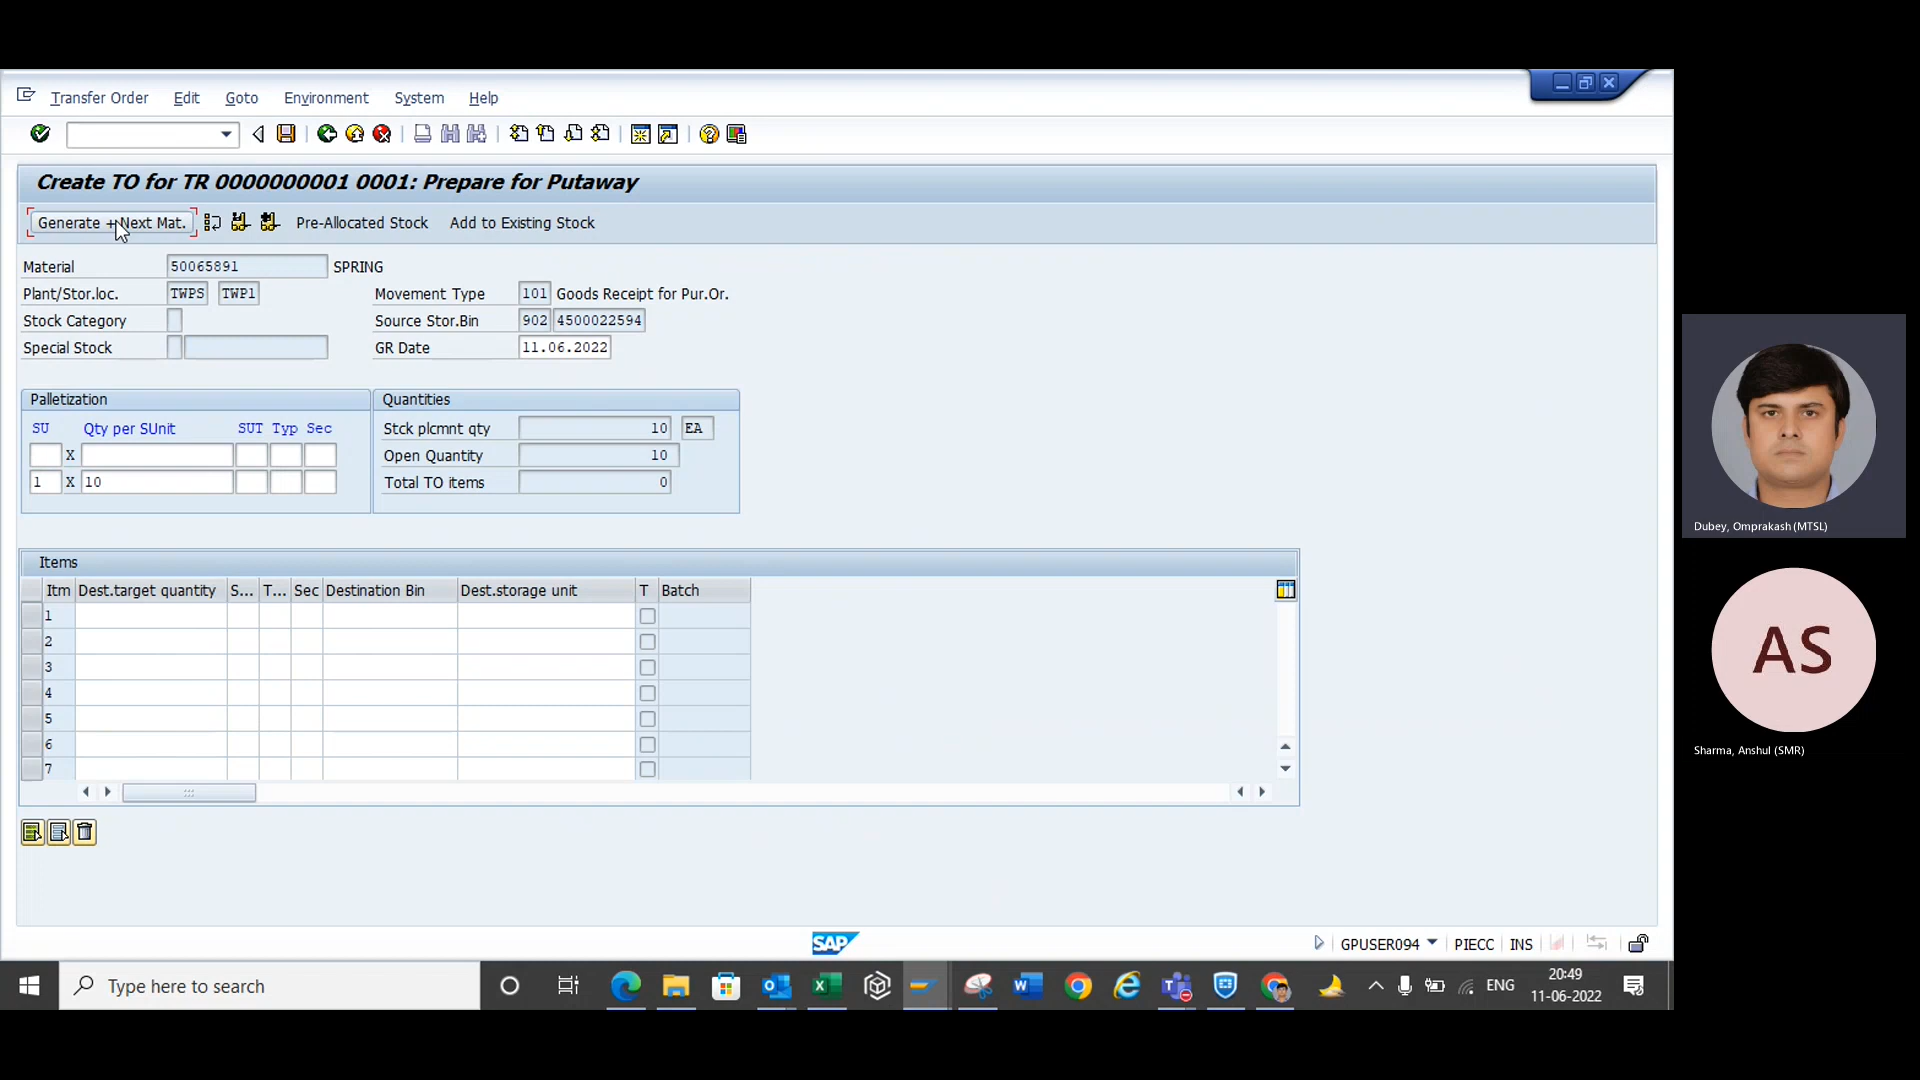 Transfer Order Edit Goto Environment System Help
Create TO for TR 0000000001 0001: Prepare for Putaway
Generate + Next Mat. Pre-Allocated Stock Add to Existing Stock
Material 50065891 SPRING
Plant/Stor.loc. TWPS TWP1 Movement Type 101 Goods Receipt for Pur.Or.
Stock Category Source Stor.Bin 902 4500022594
Special Stock GR Date 11.06.2022
Palletization Quantities
SU Qty per SUnit SUT Typ Sec Stck plcmnt qty 10 EA
X Open Quantity 10
1 X 10 Total TO items 0
Items
Itm Dest.target quantity S... T... Sec Destination Bin Dest.storage unit T Batch
1
2
3
4
5
6
7
SAP GPUSER094 PIECC INS
Type here to search ENG 20:49
11-06-2022
Dubey, Omprakash (MTSL)
AS
Sharma, Anshul (SMR)